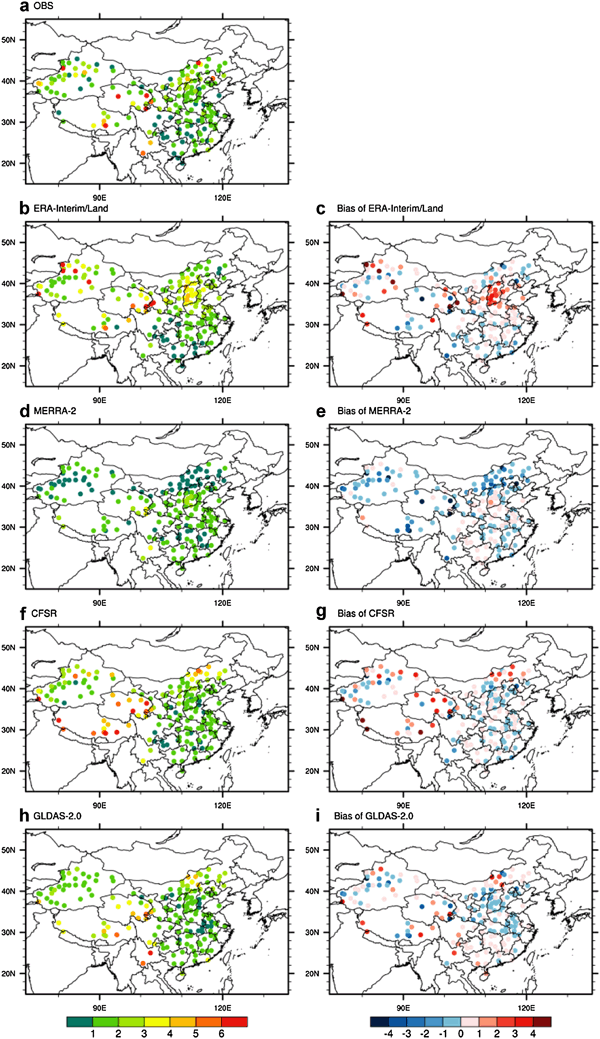 a OBS
50N
40N
30N
20N
90E 120E
b ERA-Interim/Land
c Bias of ERA-Interim/Land
50N 50N
40N 40N
30N 30N
20N 20N
90E 120E 90E 120E
d MERRA-2
e Bias of MERRA-2
50N 50N
40N 40N
30N 30N
20N 20N
90E 120E 90E 120E
f CFSR
g Bias of CFSR
50N 50N
40N 40N
30N 30N
20N 20N
90E 120E 90E 120E
h GLDAS-2.0
i Bias of GLDAS-2.0
50N 50N
40N 40N
30N 30N
20N 20N
90E 120E 90E 120E
1 2 3 4 5 6
-4 -3 -2 -1 0 1 2 3 4